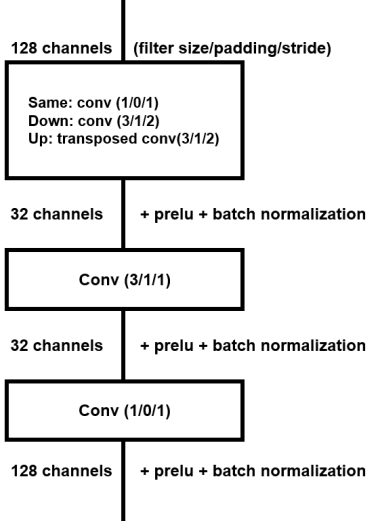 128 channels (filter size/padding/stride)
Same: conv (1/0/1)
Down: conv (3/1/2)
Up: transposed conv(3/1/2)
32 channels + prelu + batch normalization
Conv (3/1/1)
32 channels + prelu + batch normalization
Conv (1/0/1)
128 channels + prelu + batch normalization